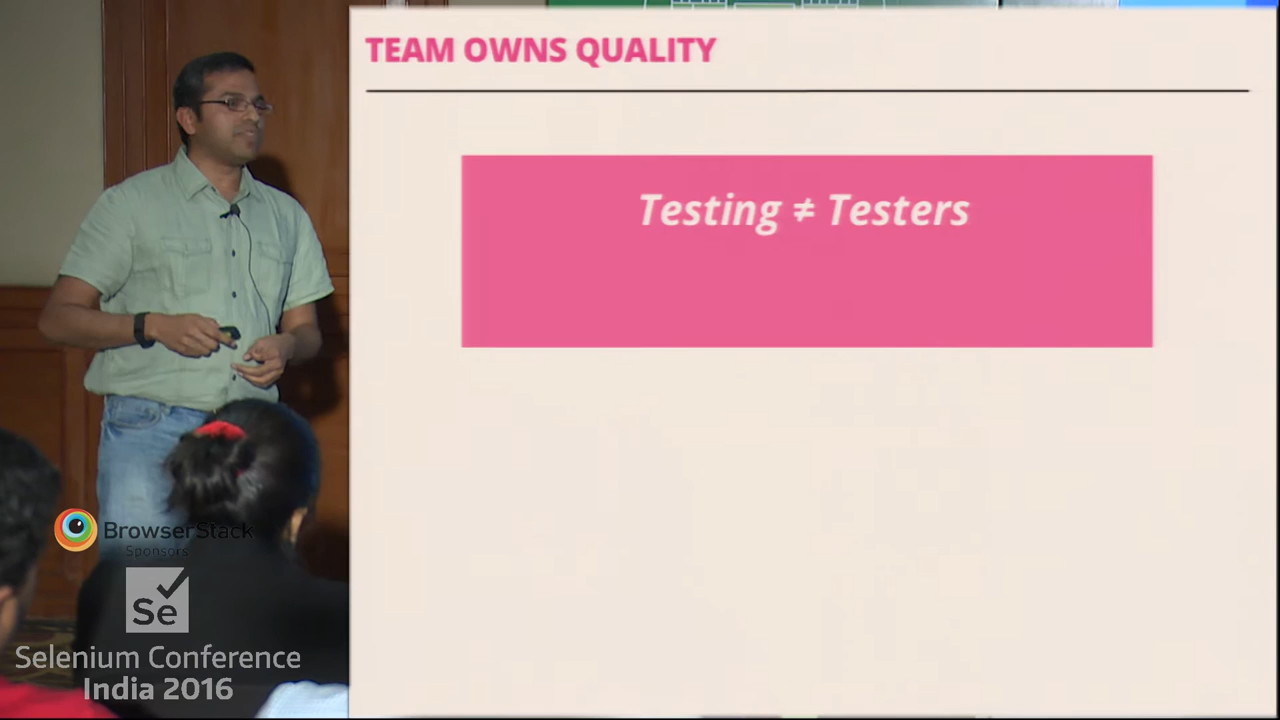 TEAM OWNS QUALITY
Testing ≠ Testers
BrowserStack
Sponsors
Se
Selenium Conference
India 2016